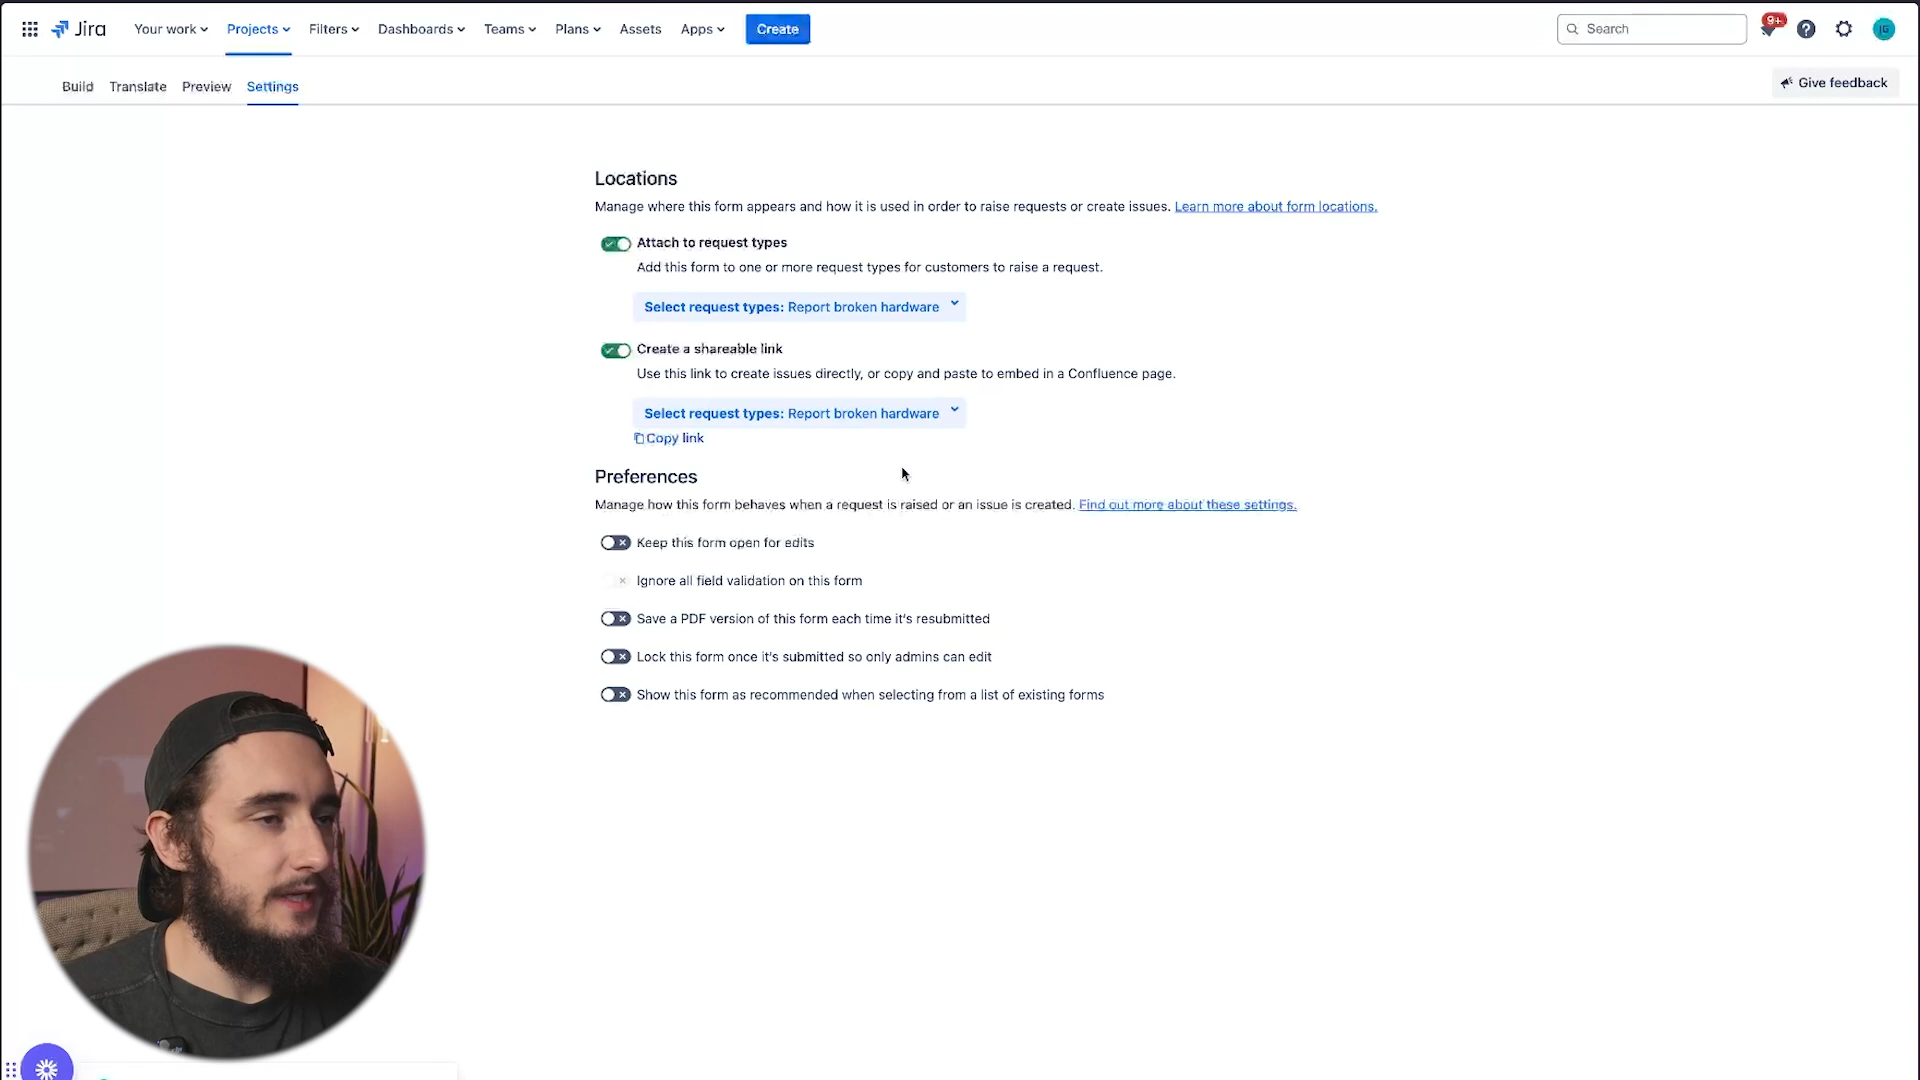 Jira
Your work
Projects
Filters
Dashboards
Teams
Plans
Assets
Apps
Create
Search
9+
JG
Build
Translate
Preview
Settings
Give feedback
Locations
Manage where this form appears and how it is used in order to raise requests or create issues. Learn more about form locations.
Attach to request types
Add this form to one or more request types for customers to raise a request.
Select request types: Report broken hardware
Create a shareable link
Use this link to create issues directly, or copy and paste to embed in a Confluence page.
Select request types: Report broken hardware
Copy link
Preferences
Manage how this form behaves when a request is raised or an issue is created. Find out more about these settings.
Keep this form open for edits
Ignore all field validation on this form
Save a PDF version of this form each time it's resubmitted
Lock this form once it's submitted so only admins can edit
Show this form as recommended when selecting from a list of existing forms